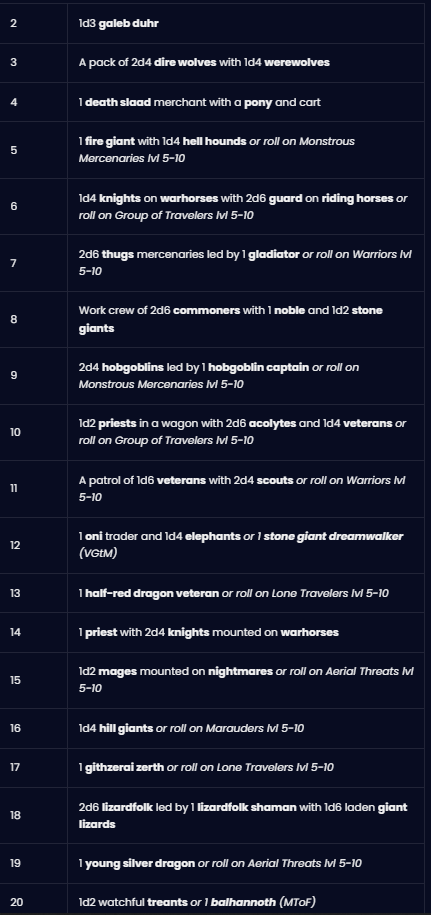 2
1d3 galeb duhr
3
A pack of 2d4 dire wolves with 1d4 werewolves
4
1 death slaad merchant with a pony and cart
5
1 fire giant with 1d4 hell hounds or roll on Monstrous
Mercenaries lvl 5-10
6
1d4 knights on warhorses with 2d6 guard on riding horses or
roll on Group of Travelers lvl 5-10
7
2d6 thugs mercenaries led by 1 gladiator or roll on Warriors lvl
5-10
8
Work crew of 2d6 commoners with 1 noble and 1d2 stone
giants
9
2d4 hobgoblins led by 1 hobgoblin captain or roll on
Monstrous Mercenaries lvl 5-10
10
1d2 priests in a wagon with 2d6 acolytes and 1d4 veterans or
roll on Group of Travelers lvl 5-10
11
A patrol of 1d6 veterans with 2d4 scouts or roll on Warriors lvl
5-10
12
1 oni trader and 1d4 elephants or 1 stone giant dreamwalker
(VGtM)
13
1 half-red dragon veteran or roll on Lone Travelers lvl 5-10
14
1 priest with 2d4 knights mounted on warhorses
15
1d2 mages mounted on nightmares or roll on Aerial Threats lvl
5-10
16
1d4 hill giants or roll on Marauders lvl 5-10
17
1 githzerai zerth or roll on Lone Travelers lvl 5-10
18
2d6 lizardfolk led by 1 lizardfolk shaman with 1d6 laden giant
lizards
19
1 young silver dragon or roll on Aerial Threats lvl 5-10
20
1d2 watchful treants or 1 balhannoth (MToF)